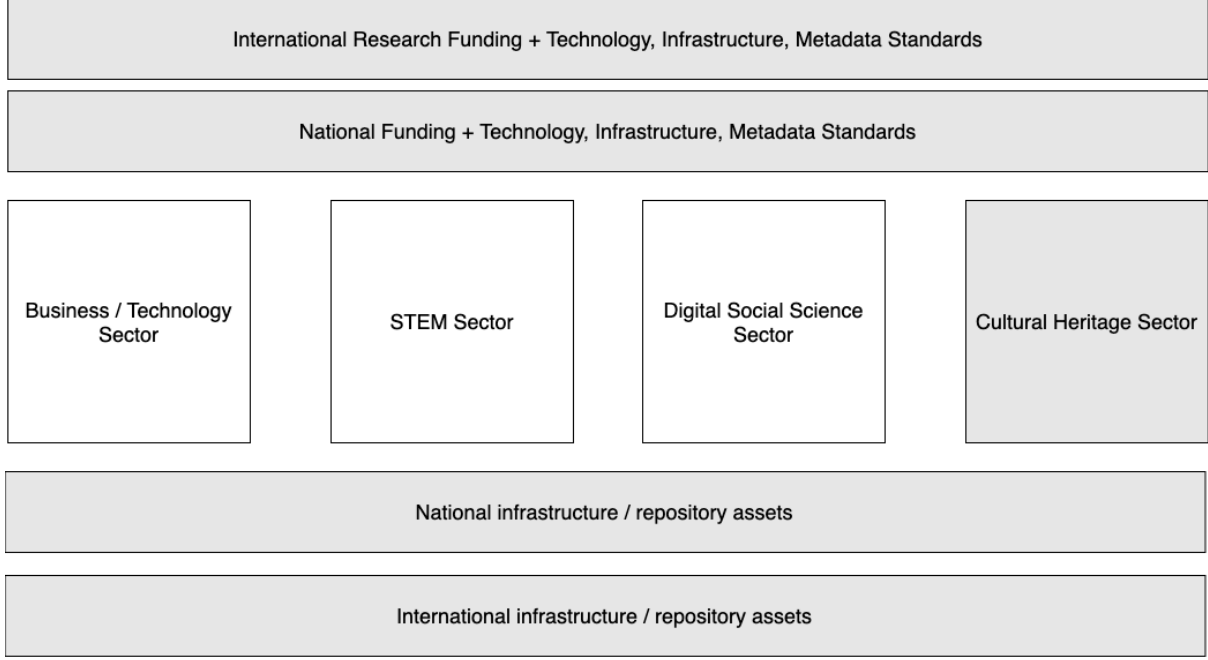 International Research Funding + Technology, Infrastructure, Metadata Standards
National Funding + Technology, Infrastructure, Metadata Standards
Business / Technology
Sector
STEM Sector
Digital Social Science
Sector
Cultural Heritage Sector
National infrastructure / repository assets
International infrastructure / repository assets